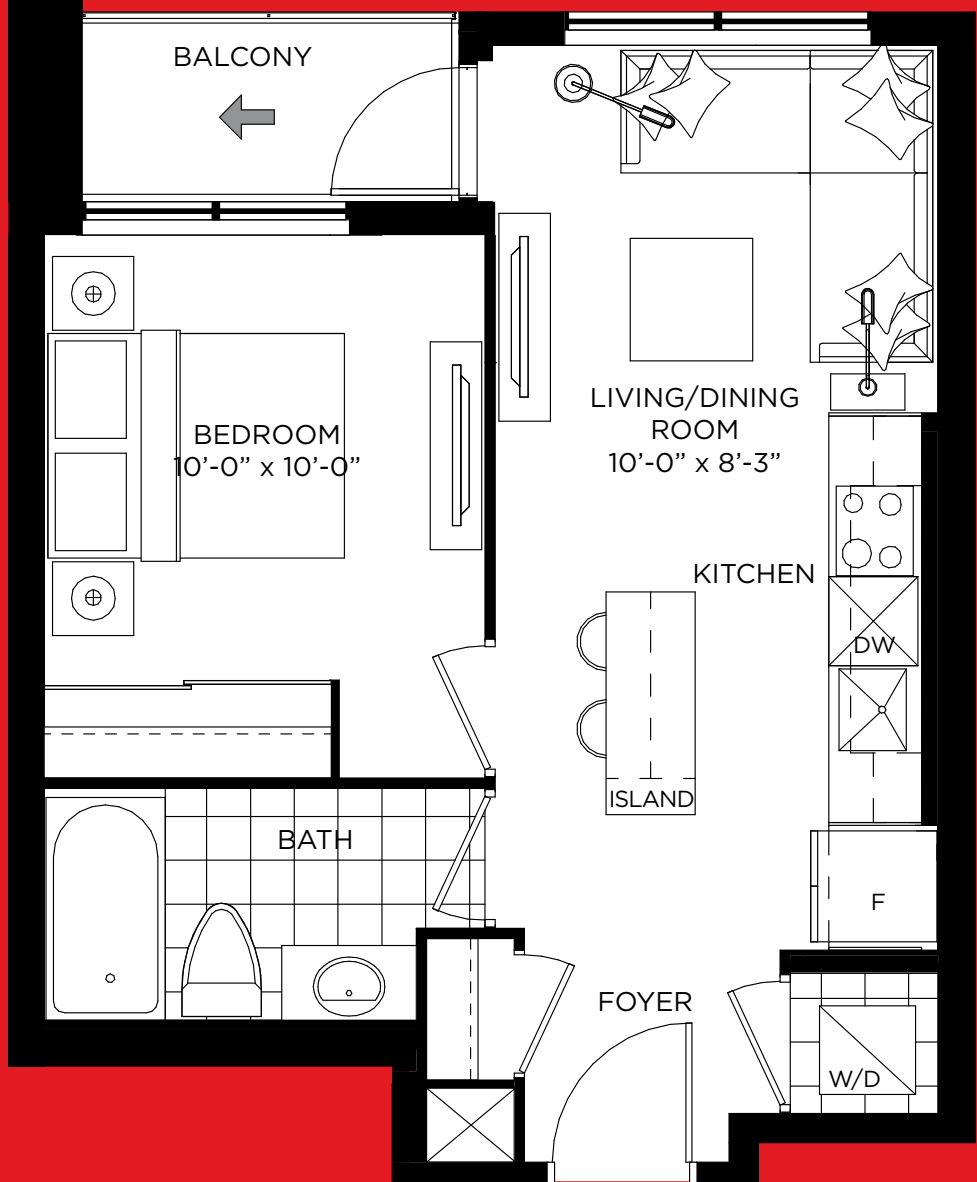 BALCONY
LIVING/DINING
ROOM
10’-0” x 8’-3”
BEDROOM
10’-0” x 10’-0”
KITCHEN
DW
ISLAND
BATH
F
FOYER
W/D